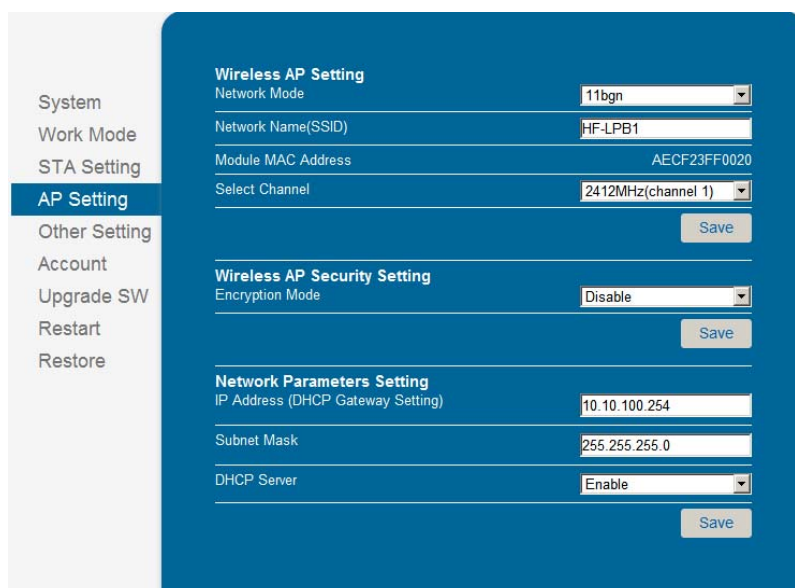 System
Work Mode
STA Setting
AP Setting
Other Setting
Account
Upgrade SW
Restart
Restore
Wireless AP Setting
Network Mode 11bgn
Network Name(SSID) HF-LPB1
Module MAC Address AECF23FF0020
Select Channel 2412MHz(channel 1)
Save
Wireless AP Security Setting
Encryption Mode Disable
Save
Network Parameters Setting
IP Address (DHCP Gateway Setting) 10.10.100.254
Subnet Mask 255.255.255.0
DHCP Server Enable
Save